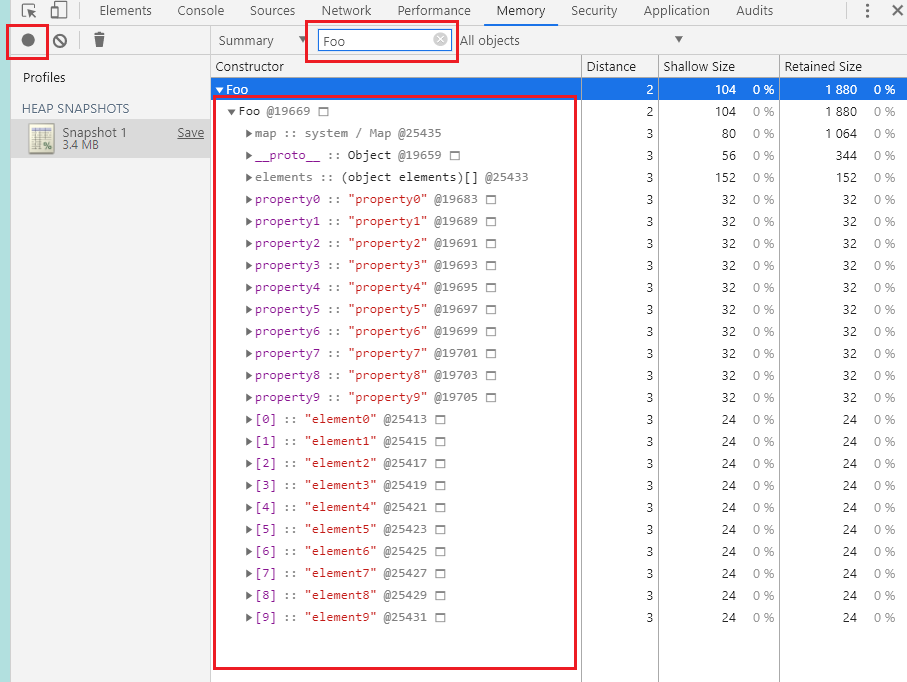 Elements Console Sources Network Performance Memory Security Application Audits
Summary Foo All objects
Profiles
HEAP SNAPSHOTS
Snapshot 1 Save
3.4 MB
Constructor Distance Shallow Size Retained Size
Foo 2 104 0 % 1 880 0 %
Foo @19669 2 104 0 % 1 880 0 %
map :: system / Map @25435 3 80 0 % 1 064 0 %
__proto__ :: Object @19659 3 56 0 % 344 0 %
elements :: (object elements)[] @25433 3 152 0 % 152 0 %
property0 :: "property0" @19683 3 32 0 % 32 0 %
property1 :: "property1" @19689 3 32 0 % 32 0 %
property2 :: "property2" @19691 3 32 0 % 32 0 %
property3 :: "property3" @19693 3 32 0 % 32 0 %
property4 :: "property4" @19695 3 32 0 % 32 0 %
property5 :: "property5" @19697 3 32 0 % 32 0 %
property6 :: "property6" @19699 3 32 0 % 32 0 %
property7 :: "property7" @19701 3 32 0 % 32 0 %
property8 :: "property8" @19703 3 32 0 % 32 0 %
property9 :: "property9" @19705 3 32 0 % 32 0 %
[0] :: "element0" @25413 3 24 0 % 24 0 %
[1] :: "element1" @25415 3 24 0 % 24 0 %
[2] :: "element2" @25417 3 24 0 % 24 0 %
[3] :: "element3" @25419 3 24 0 % 24 0 %
[4] :: "element4" @25421 3 24 0 % 24 0 %
[5] :: "element5" @25423 3 24 0 % 24 0 %
[6] :: "element6" @25425 3 24 0 % 24 0 %
[7] :: "element7" @25427 3 24 0 % 24 0 %
[8] :: "element8" @25429 3 24 0 % 24 0 %
[9] :: "element9" @25431 3 24 0 % 24 0 %